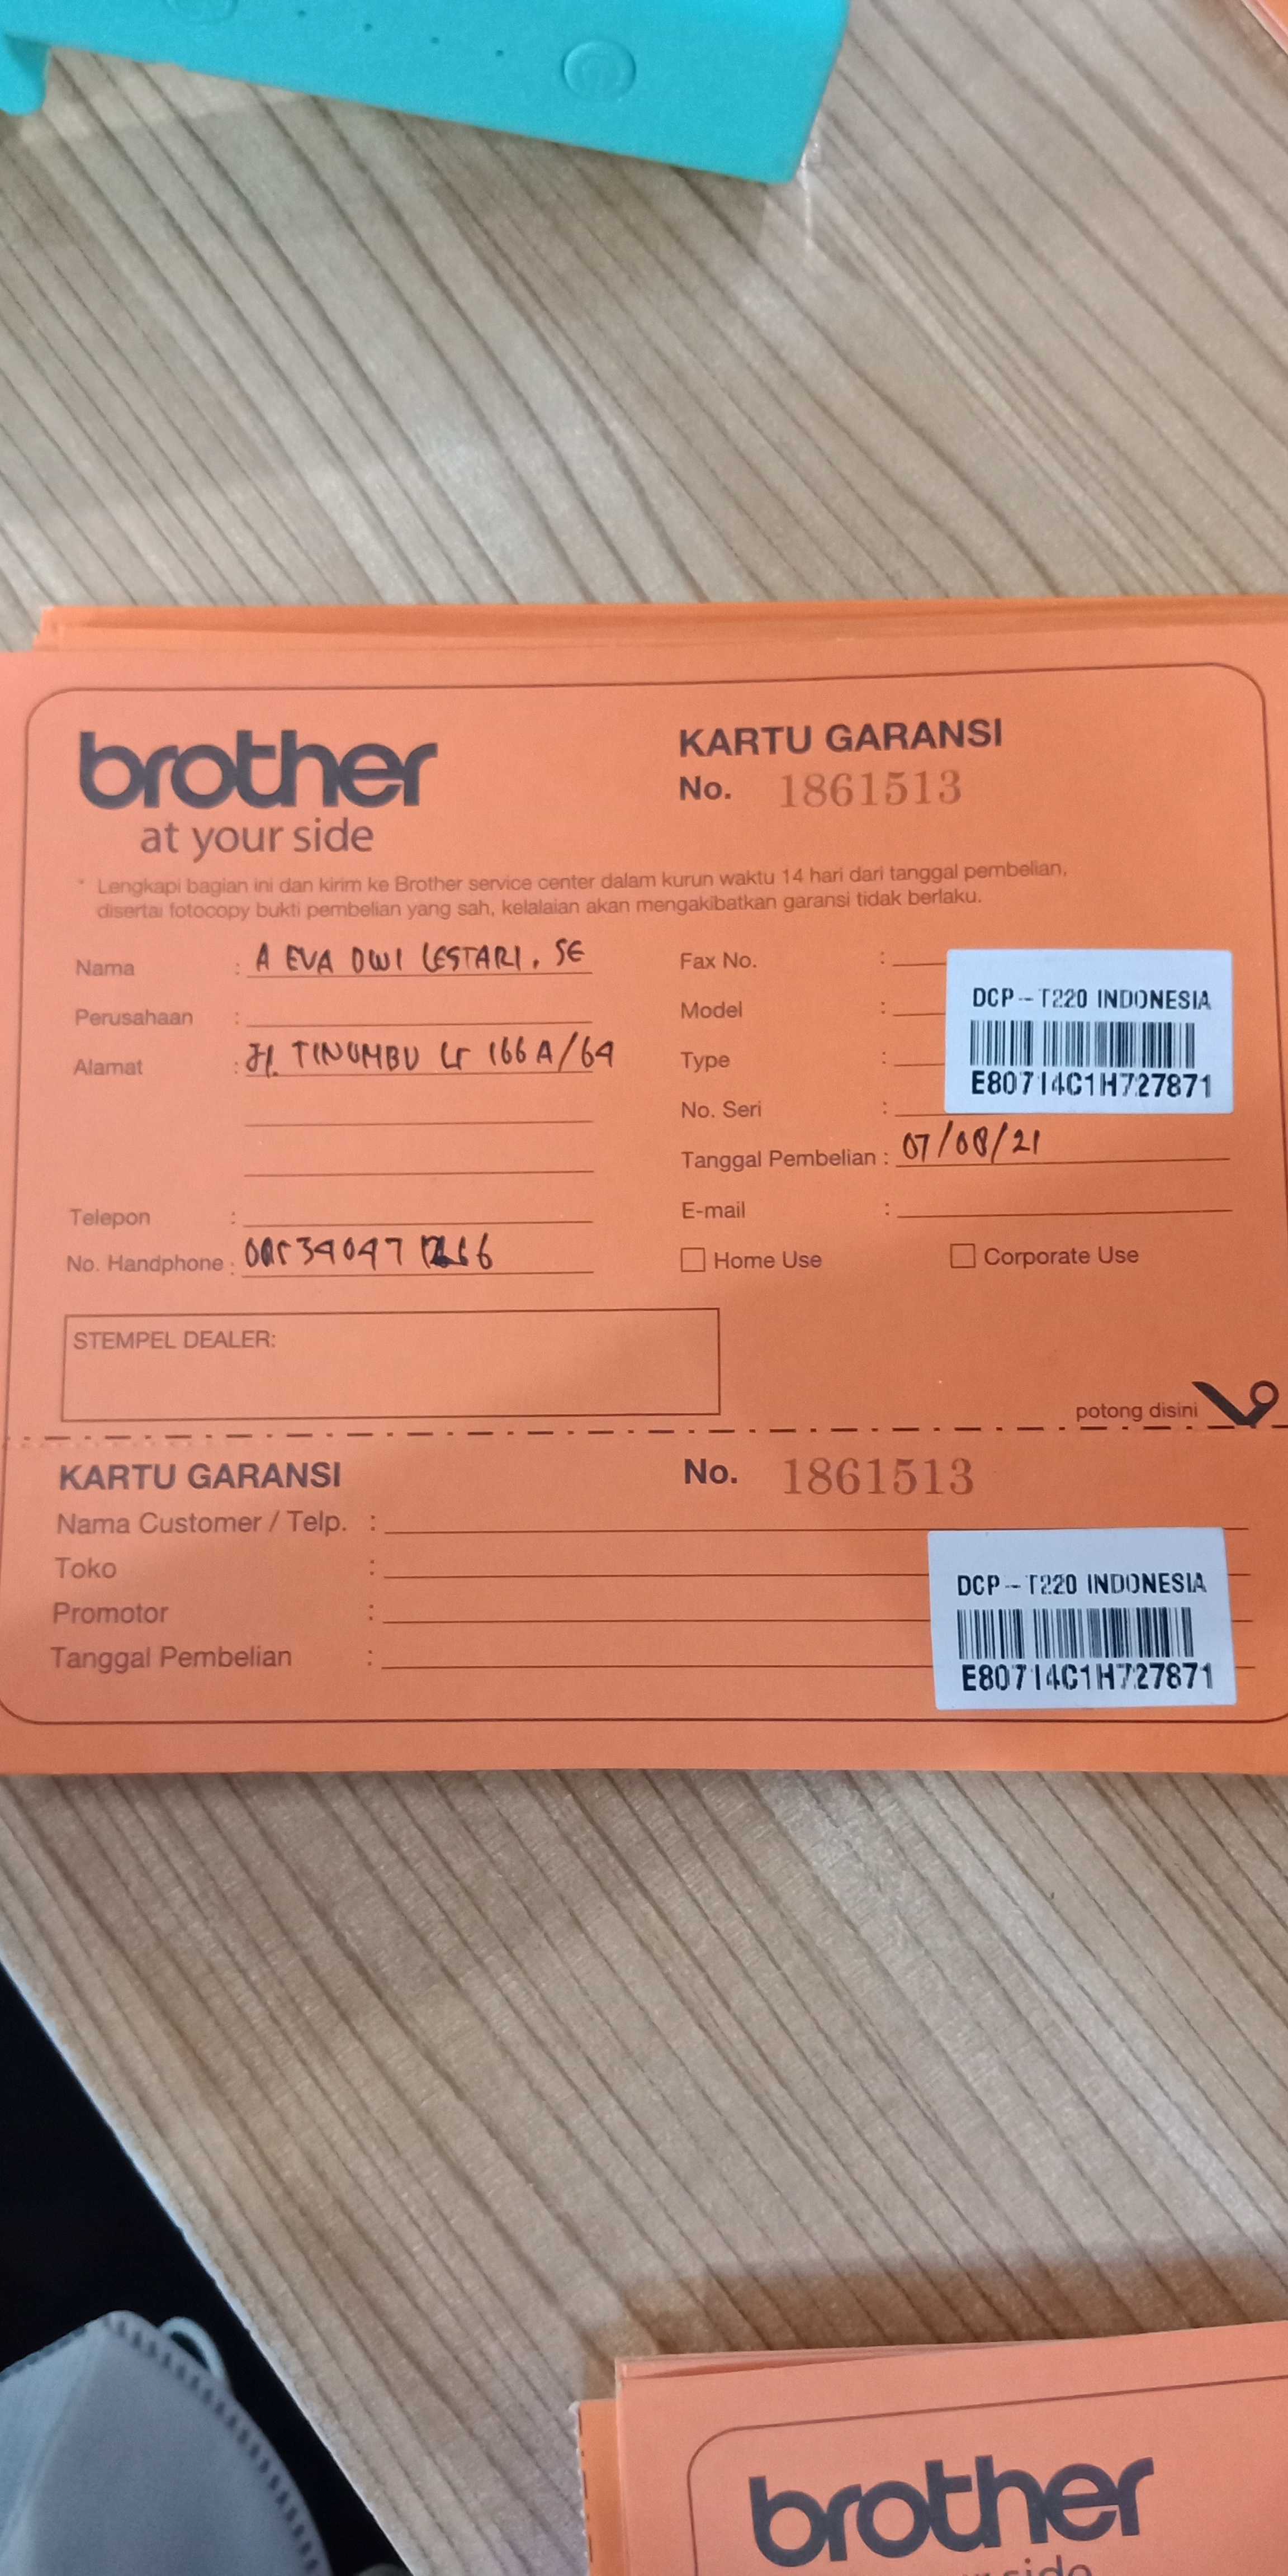 brother
at your side
KARTU GARANSI
No. 1861513
* Lengkapi bagian ini dan kirim ke Brother service center dalam kurun waktu 14 hari dari tanggal pembelian,
disertai fotocopy bukti pembelian yang sah, kelalaian akan mengakibatkan garansi tidak berlaku.
Nama : A EVA DWI LESTARI, SE
Perusahaan :
Alamat : Jl. TINUMBU Lr 166 A/64
Telepon :
No. Handphone :
Fax No. :
Model :
Type :
No. Seri :
DCP-T220 INDONESIA
E80714C1H727871
Tanggal Pembelian : 07/08/21
E-mail :
Home Use
Corporate Use
STEMPEL DEALER:
potong disini
KARTU GARANSI
No. 1861513
Nama Customer / Telp. :
Toko :
Promotor :
Tanggal Pembelian :
DCP-T220 INDONESIA
E80714C1H727871
brother